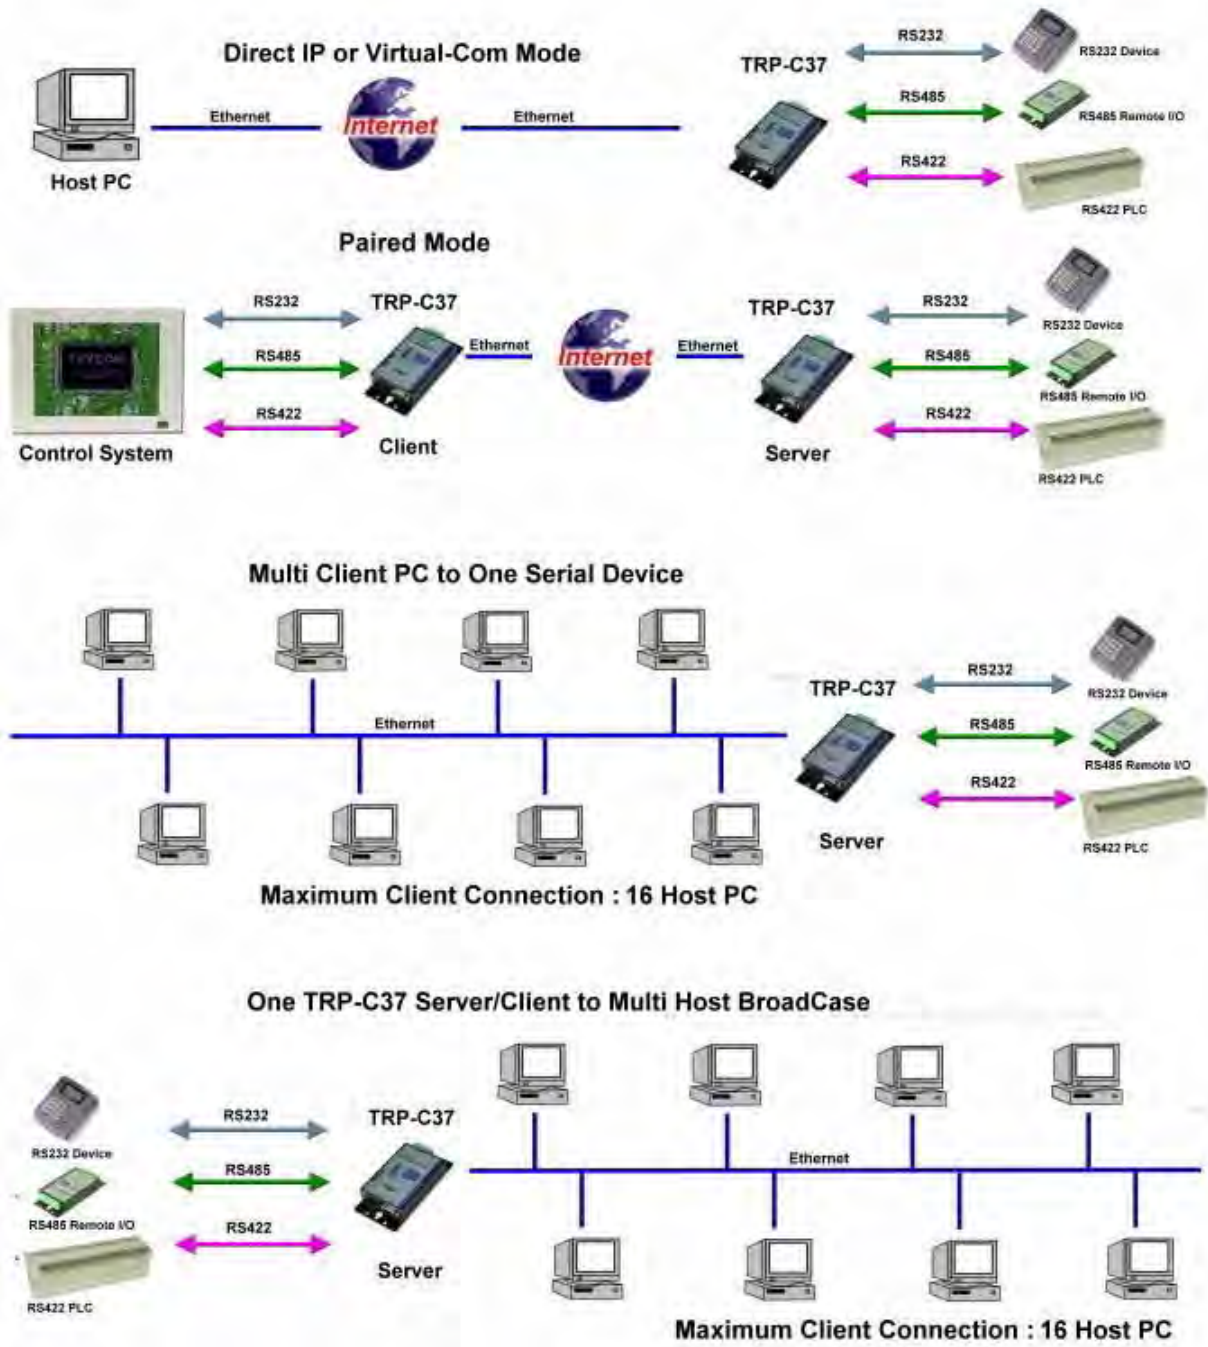 Direct IP or Virtual-Com Mode
Host PC
Ethernet
Internet
Ethernet
TRP-C37
RS232
RS232 Device
RS485
RS485 Remote I/O
RS422
RS422 PLC
Paired Mode
Control System
RS232
RS485
RS422
TRP-C37
Client
Ethernet
Internet
Ethernet
TRP-C37
Server
RS232
RS232 Device
RS485
RS485 Remote I/O
RS422
RS422 PLC
Multi Client PC to One Serial Device
Ethernet
TRP-C37
Server
RS232
RS232 Device
RS485
RS485 Remote I/O
RS422
RS422 PLC
Maximum Client Connection : 16 Host PC
One TRP-C37 Server/Client to Multi Host BroadCase
RS232 Device
RS232
RS485 Remote I/O
RS485
RS422 PLC
RS422
TRP-C37
Server
Ethernet
Maximum Client Connection : 16 Host PC